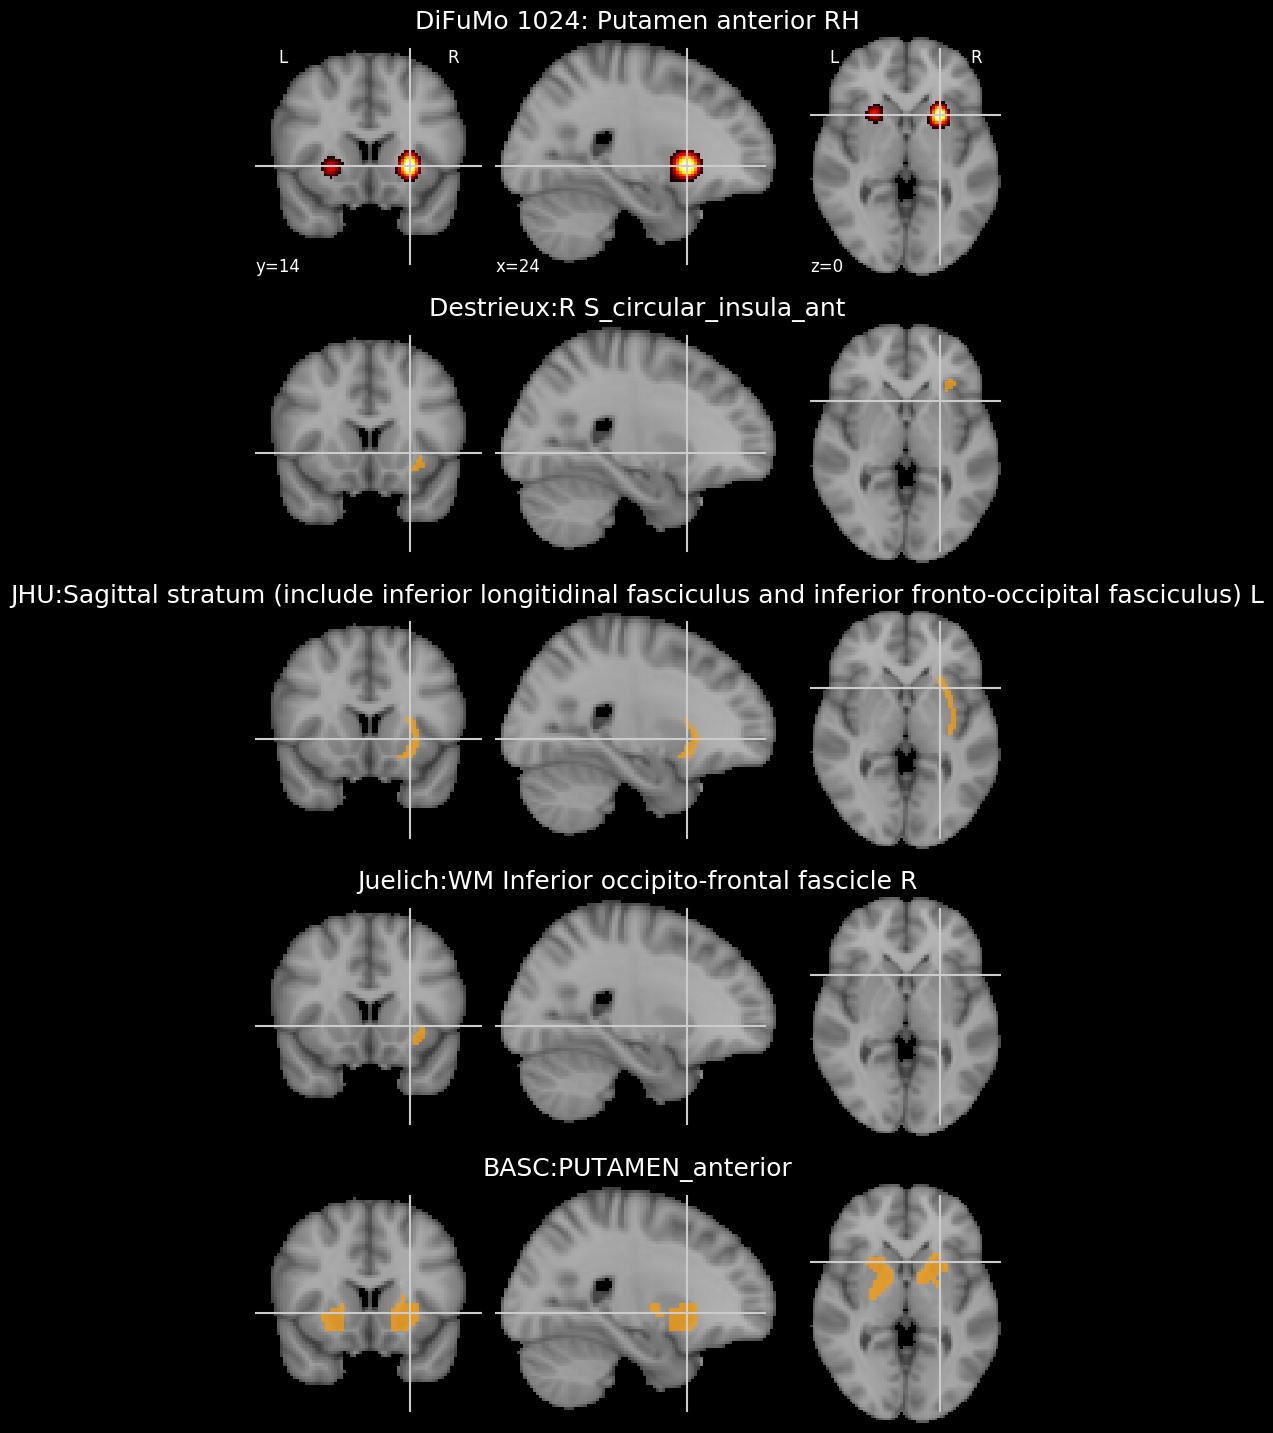 DiFuMo 1024: Putamen anterior RH
L R L R
y=14 x=24 z=0
Destrieux:R S_circular_insula_ant
JHU:Sagittal stratum (include inferior longitidinal fasciculus and inferior fronto-occipital fasciculus) L
Juelich:WM Inferior occipito-frontal fascicle R
BASC:PUTAMEN_anterior